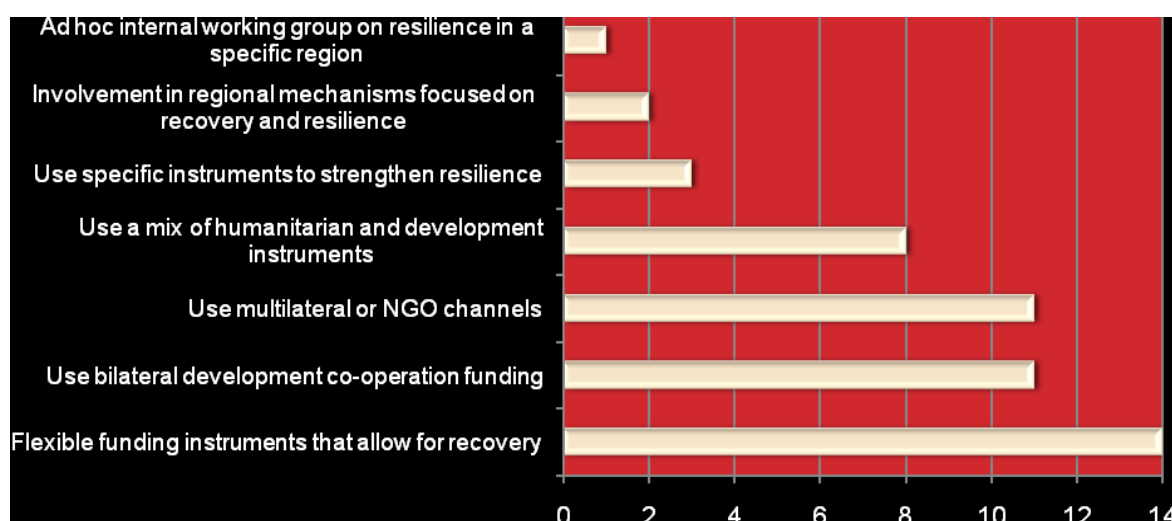 Ad hoc internal working group on resilience in a
specific region
Involvement in regional mechanisms focused on
recovery and resilience
Use specific instruments to strengthen resilience
Use a mix of humanitarian and development
instruments
Use multilateral or NGO channels
Use bilateral development co-operation funding
Flexible funding instruments that allow for recovery
0 2 4 6 8 10 12 14